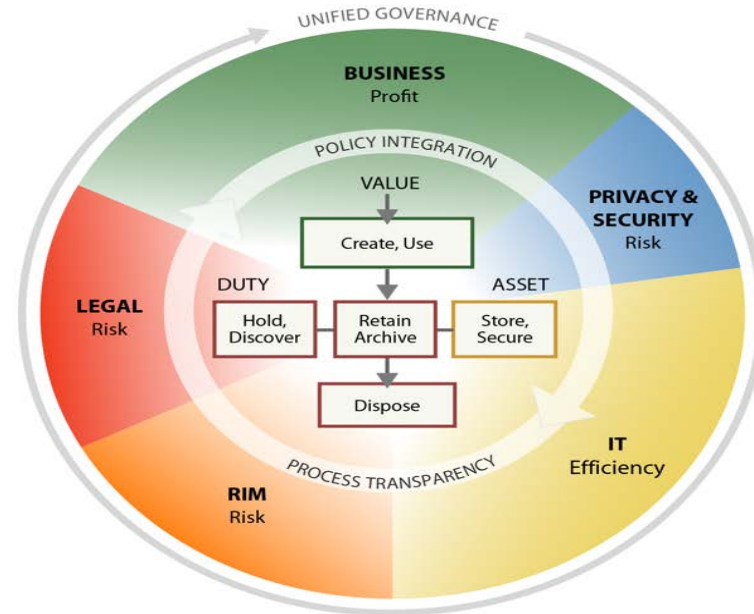 UNIFIED GOVERNANCE
BUSINESS
Profit
POLICY INTEGRATION
VALUE
PRIVACY &
SECURITY
Risk
Create, Use
DUTY
ASSET
LEGAL
Risk
Hold,
Discover
Retain
Archive
Store,
Secure
Dispose
IT
Efficiency
PROCESS TRANSPARENCY
RIM
Risk